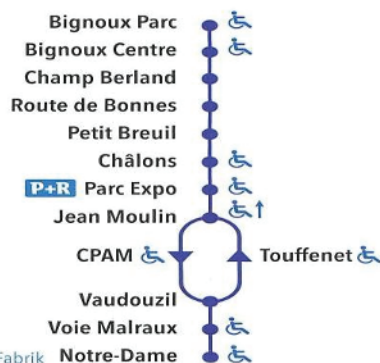 Bignoux Parc
Bignoux Centre
Champ Berland
Route de Bonnes
Petit Breuil
Châlons
P+R Parc Expo
Jean Moulin
CPAM Touffenet
Vaudouzil
Voie Malraux
Fabrik Notre-Dame